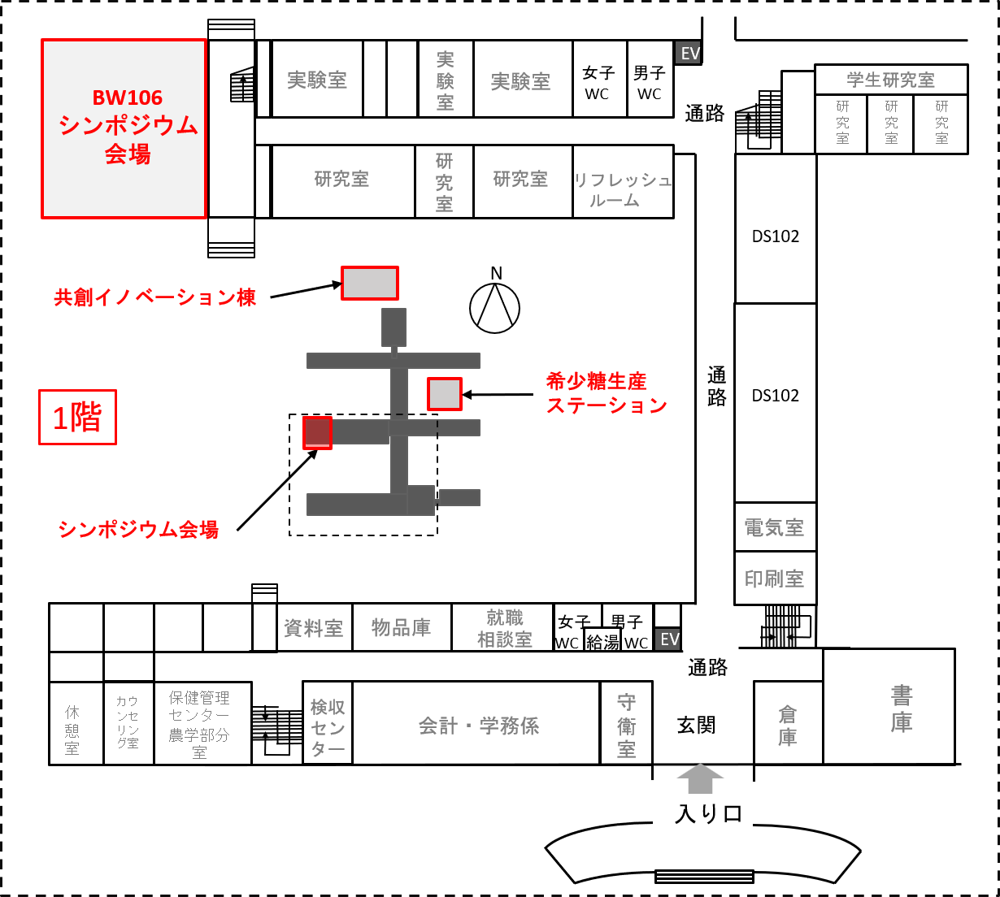 BW106
シンポジウム
会場
実験室
実験室
実験室
女子
WC
男子
WC
EV
通路
学生研究室
研究室
研究室
研究室
研究室
研究室
研究室
リフレッシュ
ルーム
DS102
共創イノベーション棟
N
希少糖生産
ステーション
通路
DS102
1階
シンポジウム会場
電気室
印刷室
資料室
物品庫
就職
相談室
女子
WC
給湯
男子
WC
EV
通路
休憩室
カウンセリング室
保健管理
センター
農学部分
室
検収
センター
会計・学務係
守衛室
玄関
倉庫
書庫
入り口